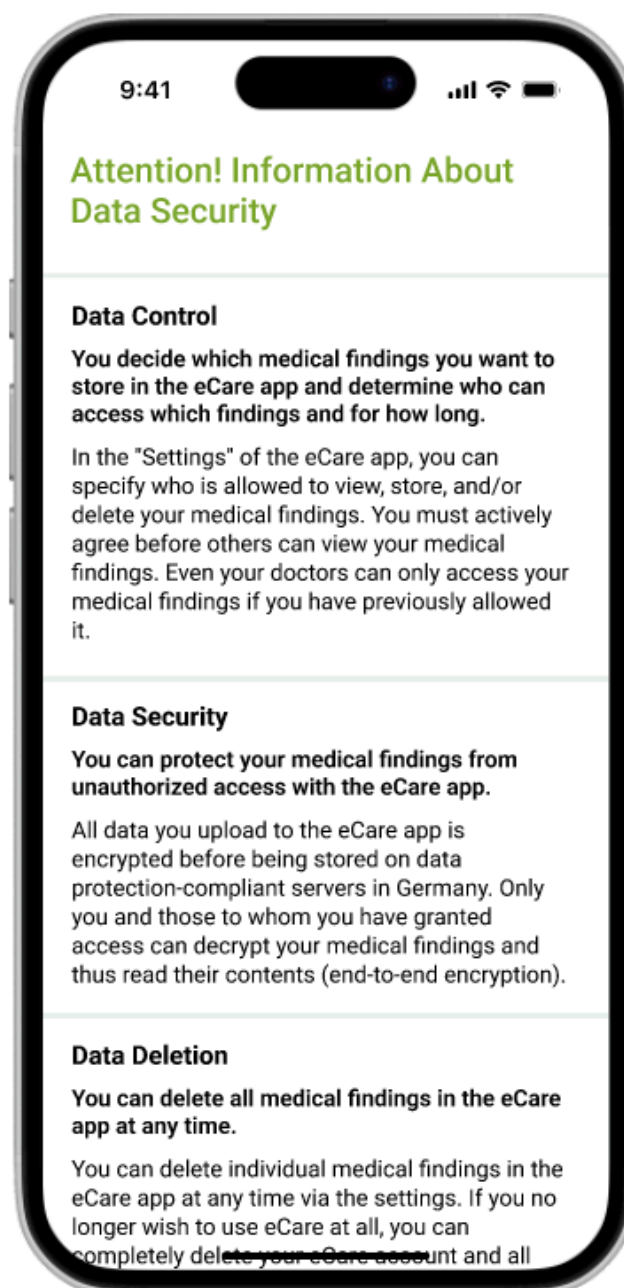 9:41
Attention! Information About
Data Security
Data Control
You decide which medical findings you want to
store in the eCare app and determine who can
access which findings and for how long.
In the "Settings" of the eCare app, you can
specify who is allowed to view, store, and/or
delete your medical findings. You must actively
agree before others can view your medical
findings. Even your doctors can only access your
medical findings if you have previously allowed
it.
Data Security
You can protect your medical findings from
unauthorized access with the eCare app.
All data you upload to the eCare app is
encrypted before being stored on data
protection-compliant servers in Germany. Only
you and those to whom you have granted
access can decrypt your medical findings and
thus read their contents (end-to-end encryption).
Data Deletion
You can delete all medical findings in the eCare
app at any time.
You can delete individual medical findings in the
eCare app at any time via the settings. If you no
longer wish to use eCare at all, you can
completely delete your eCare account and all